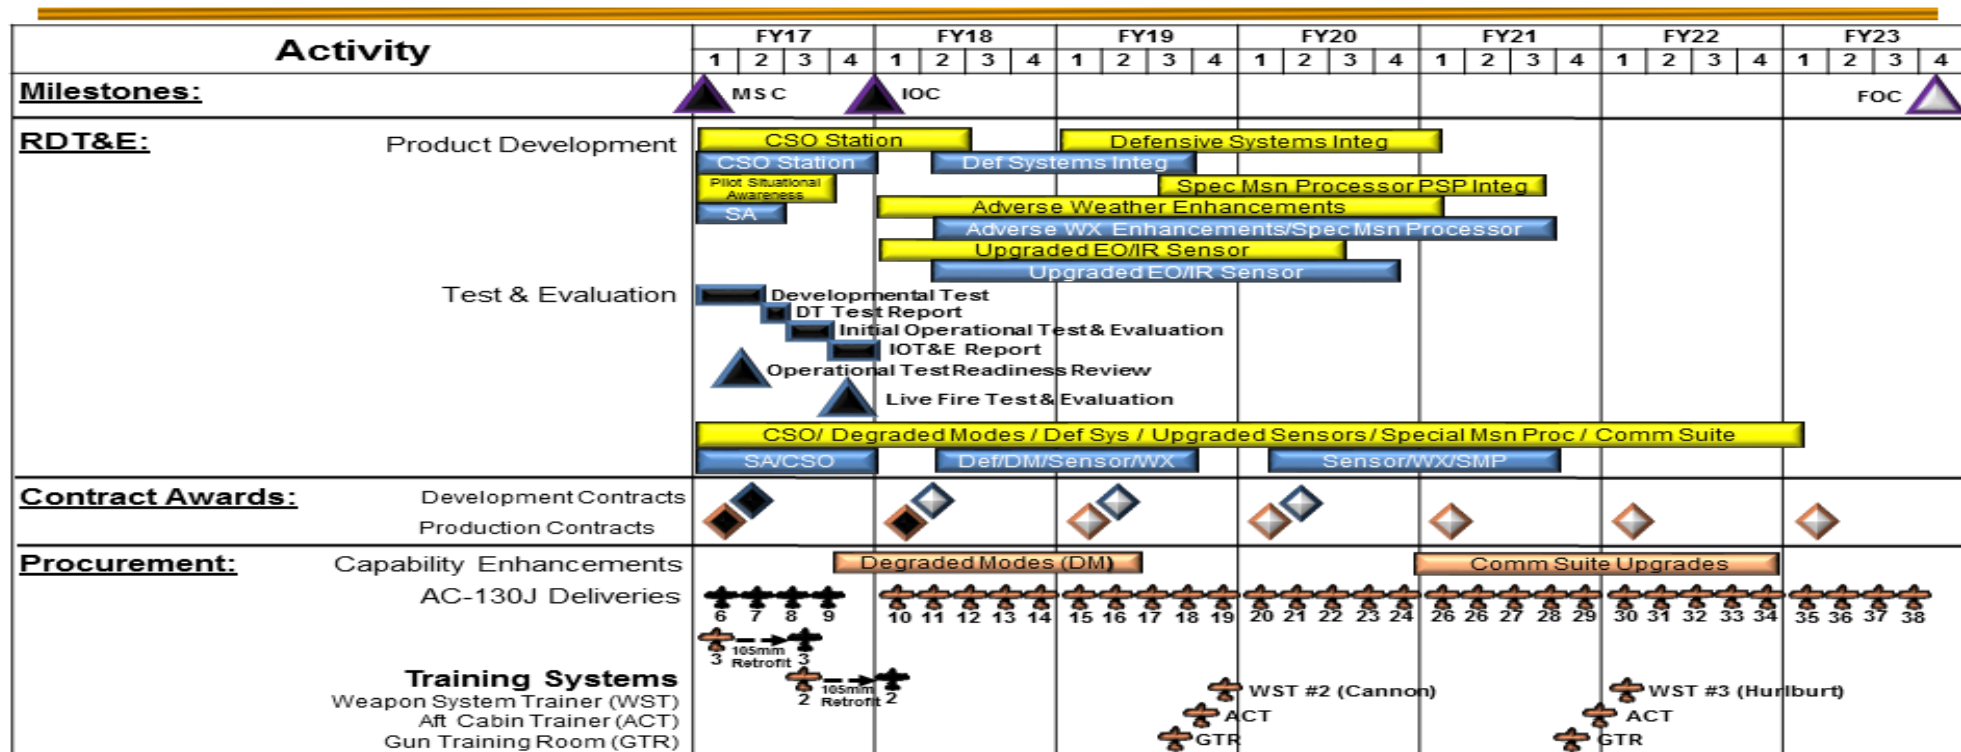 Activity
FY17 FY18 FY19 FY20 FY21 FY22 FY23
1 2 3 4 1 2 3 4 1 2 3 4 1 2 3 4 1 2 3 4 1 2 3 4 1 2 3 4
Milestones:
MSC
IOC
FOC
RDT&E:
Product Development
CSO Station
Defensive Systems Integ
CSO Station
Def Systems Integ
Pilot Situational
Awareness
Spec Msn Processor PSP Integ
SA
Adverse Weather Enhancements
Adverse WX Enhancements/Spec Msn Processor
Upgraded EO/IR Sensor
Upgraded EO/IR Sensor
Test & Evaluation
Developmental Test
DT Test Report
Initial Operational Test & Evaluation
IOT&E Report
Operational Test Readiness Review
Live Fire Test & Evaluation
CSO/ Degraded Modes / Def Sys / Upgraded Sensors / Special Msn Proc / Comm Suite
SA/CSO
Def/DM/Sensor/WX
Sensor/WX/SMP
Contract Awards:
Development Contracts
Production Contracts
Procurement:
Capability Enhancements
Degraded Modes (DM)
Comm Suite Upgrades
AC-130J Deliveries
6 7 8 9 10 11 12 13 14 15 16 17 18 19 20 21 22 23 24 26 26 27 28 29 30 31 32 33 34 35 36 37 38
3
105mm
Retrofit
3
Training Systems
2
105mm
Retrofit
2
Weapon System Trainer (WST)
WST #2 (Cannon)
WST #3 (Hurlburt)
Aft Cabin Trainer (ACT)
ACT
ACT
Gun Training Room (GTR)
GTR
GTR